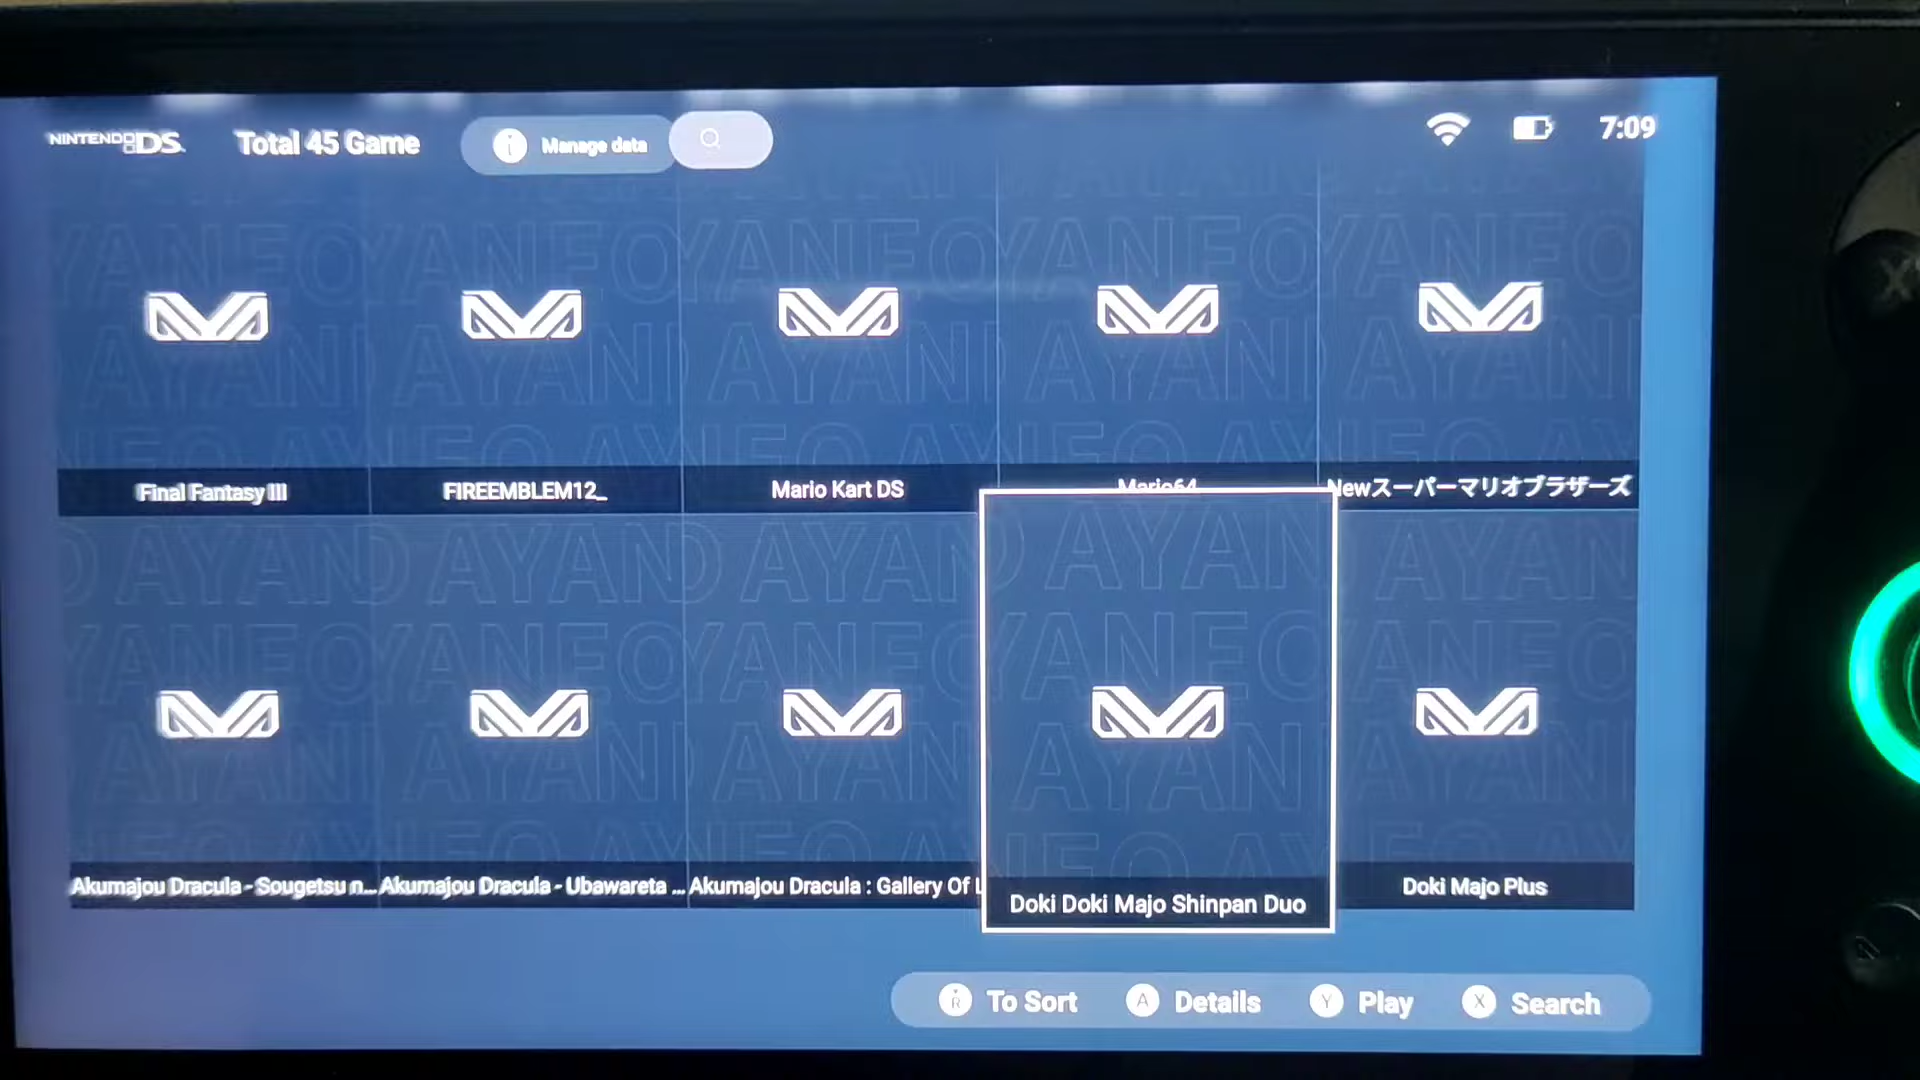 NINTENDO DS
Total 45 Game
Manage data
7:09
Final Fantasy III
FIREEMBLEM12_
Mario Kart DS
Mario64
Newスーパーマリオブラザーズ
Akumajou Dracula - Sougetsu n...
Akumajou Dracula - Ubawareta ...
Akumajou Dracula : Gallery Of L
Doki Doki Majo Shinpan Duo
Doki Majo Plus
R To Sort
A Details
Y Play
X Search
X